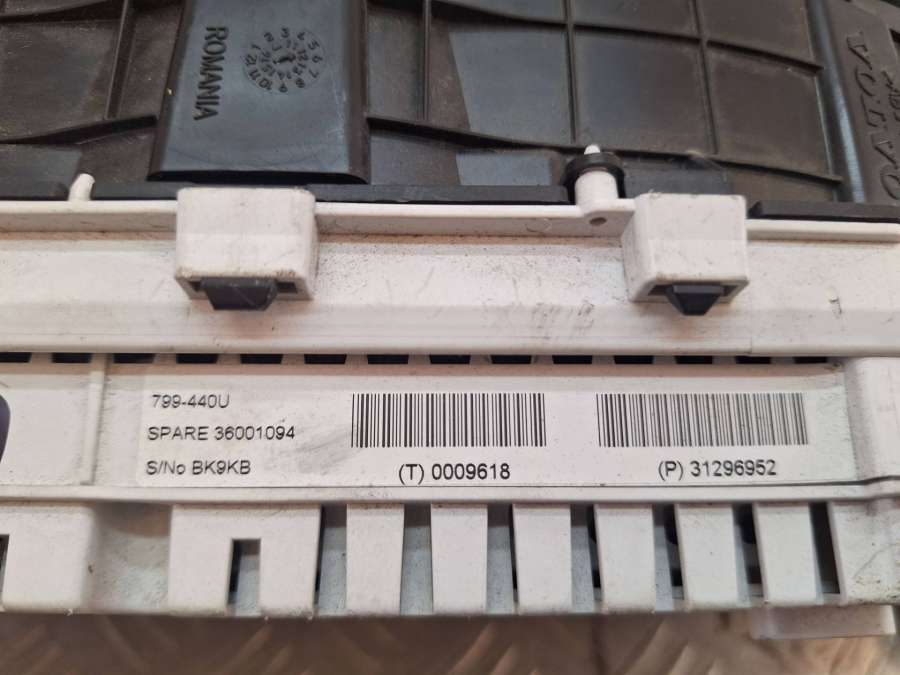 ROMANIA
VOLVO
799-440U
SPARE 36001094
S/No BK9KB
(T) 0009618
(P) 31296952